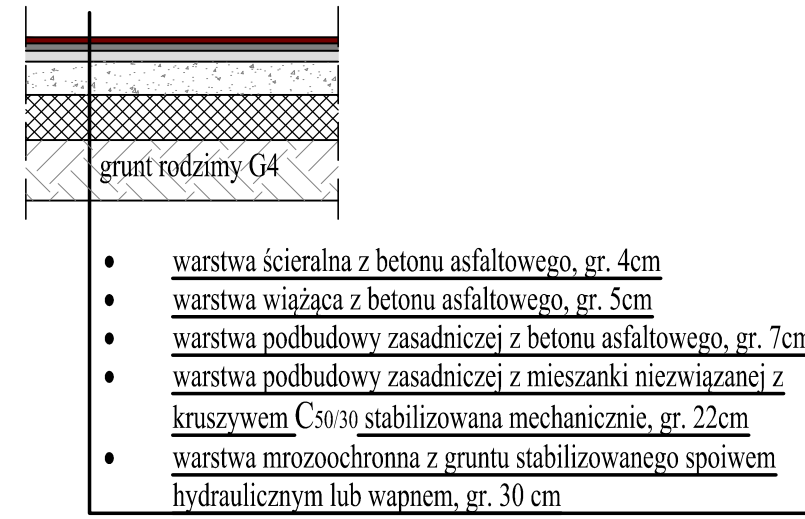 grunt rodzimy G4
• warstwa ścieralna z betonu asfaltowego, gr. 4cm
• warstwa wiążąca z betonu asfaltowego, gr. 5cm
• warstwa podbudowy zasadniczej z betonu asfaltowego, gr. 7cm
• warstwa podbudowy zasadniczej z mieszanki niezwiązanej z
kruszywem C50/30 stabilizowana mechanicznie, gr. 22cm
• warstwa mrozoochronna z gruntu stabilizowanego spoiwem
hydraulicznym lub wapnem, gr. 30 cm